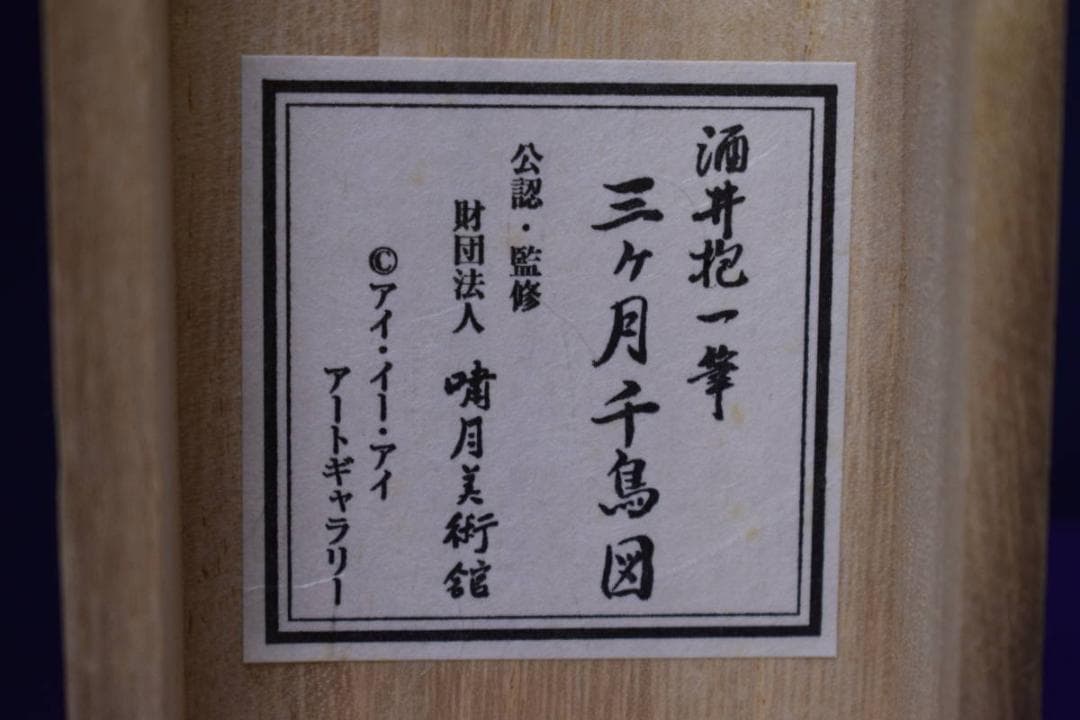 酒井抱一筆
三ヶ月千鳥図
公認・監修
財団法人 嘯月美術館
©アイ・イー・アイ
アートギャラリー